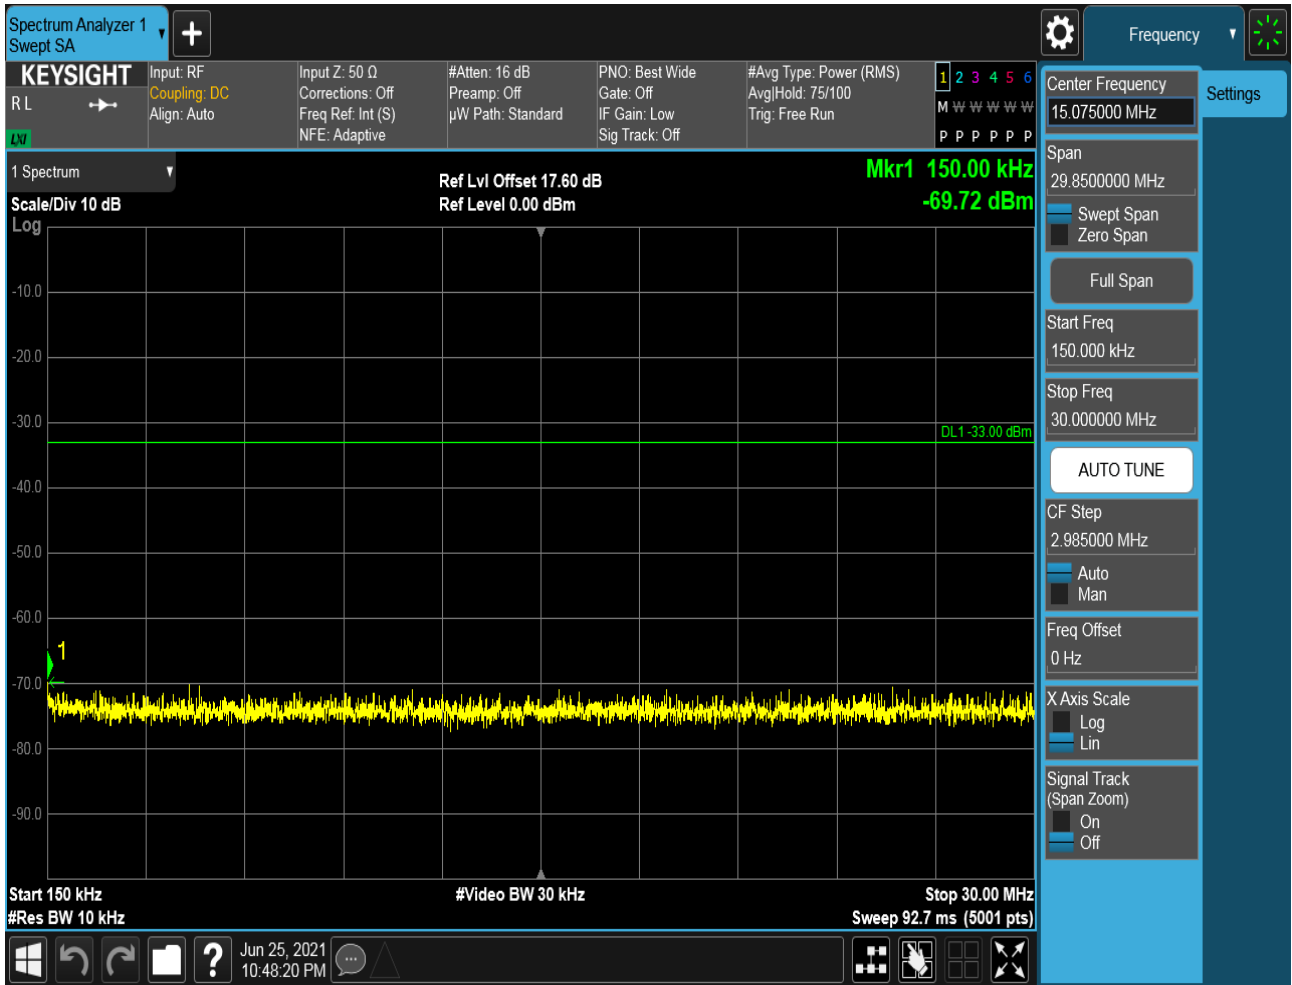 Spectrum Analyzer 1
Swept SA
Frequency
KEYSIGHT
R L
LXI
Input: RF
Coupling: DC
Align: Auto
Input Z: 50 Ω
Corrections: Off
Freq Ref: Int (S)
NFE: Adaptive
#Atten: 16 dB
Preamp: Off
µW Path: Standard
PNO: Best Wide
Gate: Off
IF Gain: Low
Sig Track: Off
#Avg Type: Power (RMS)
Avg|Hold: 75/100
Trig: Free Run
1 2 3 4 5 6
M W W W W W
P P P P P P
1 Spectrum
Scale/Div 10 dB
Log
Ref Lvl Offset 17.60 dB
Ref Level 0.00 dBm
Mkr1 150.00 kHz
-69.72 dBm
-10.0
-20.0
-30.0
DL1 -33.00 dBm
-40.0
-50.0
-60.0
1
-70.0
-80.0
-90.0
Start 150 kHz
#Video BW 30 kHz
Stop 30.00 MHz
#Res BW 10 kHz
Sweep 92.7 ms (5001 pts)
?
Jun 25, 2021
10:48:20 PM
Center Frequency
15.075000 MHz
Settings
Span
29.8500000 MHz
Swept Span
Zero Span
Full Span
Start Freq
150.000 kHz
Stop Freq
30.000000 MHz
AUTO TUNE
CF Step
2.985000 MHz
Auto
Man
Freq Offset
0 Hz
X Axis Scale
Log
Lin
Signal Track
(Span Zoom)
On
Off